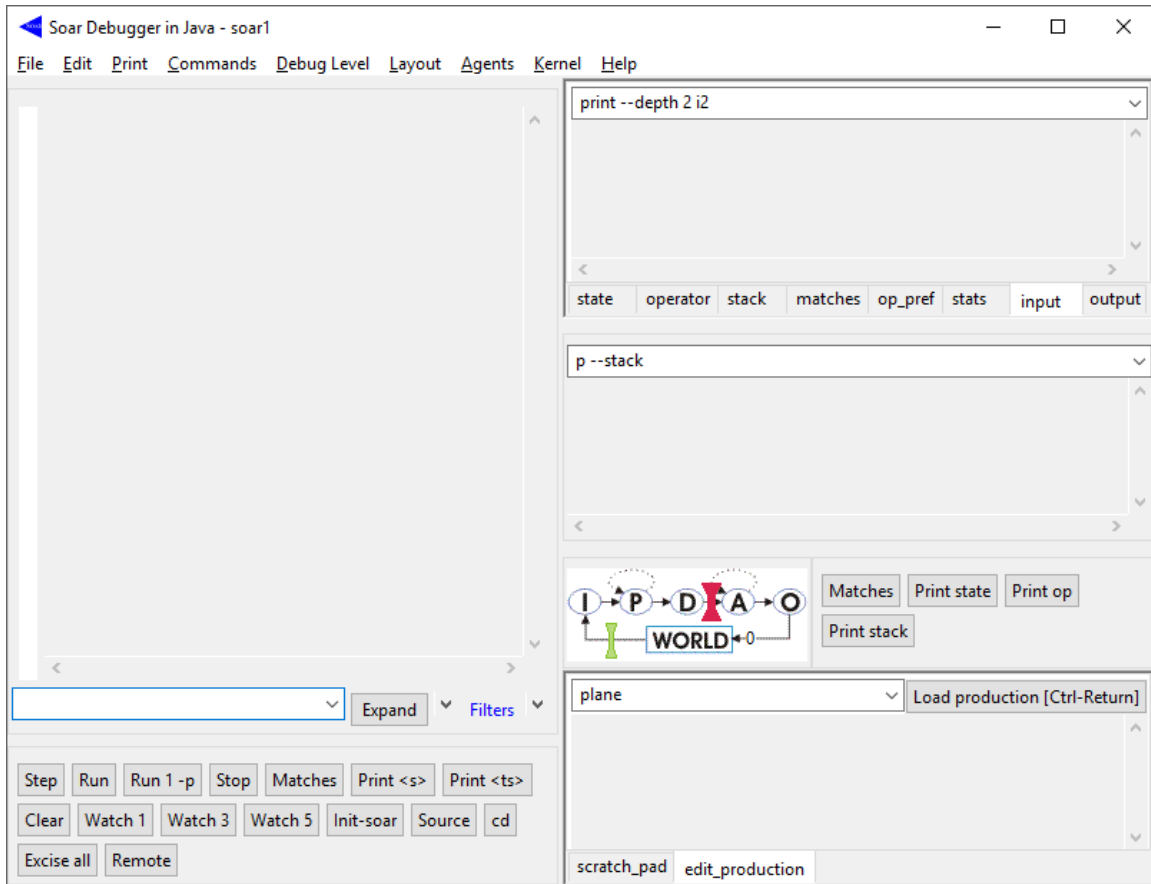 Soar Debugger in Java - soar1
File Edit Print Commands Debug Level Layout Agents Kernel Help
print --depth 2 i2
state operator stack matches op_pref stats input output
p --stack
I P D A O
WORLD 0
Matches Print state Print op
Print stack
Expand Filters
plane Load production [Ctrl-Return]
Step Run Run 1 -p Stop Matches Print <s> Print <ts>
Clear Watch 1 Watch 3 Watch 5 Init-soar Source cd
Excise all Remote
scratch_pad edit_production